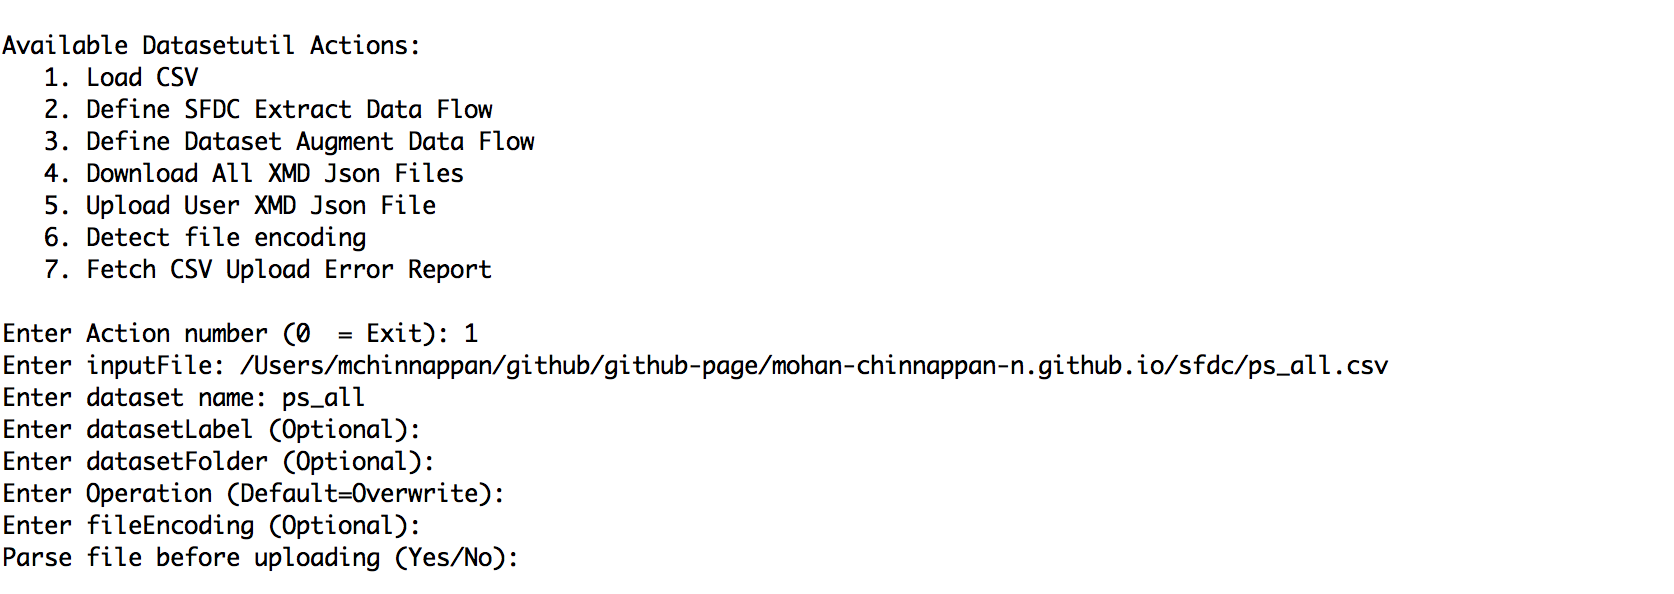 Available Datasetutil Actions:
1. Load CSV
2. Define SFDC Extract Data Flow
3. Define Dataset Augment Data Flow
4. Download All XMD Json Files
5. Upload User XMD Json File
6. Detect file encoding
7. Fetch CSV Upload Error Report
Enter Action number (0  = Exit): 1
Enter inputFile: /Users/mchinnappan/github/github-page/mohan-chinnappan-n.github.io/sfdc/ps_all.csv
Enter dataset name: ps_all
Enter datasetLabel (Optional):
Enter datasetFolder (Optional):
Enter Operation (Default=Overwrite):
Enter fileEncoding (Optional):
Parse file before uploading (Yes/No):